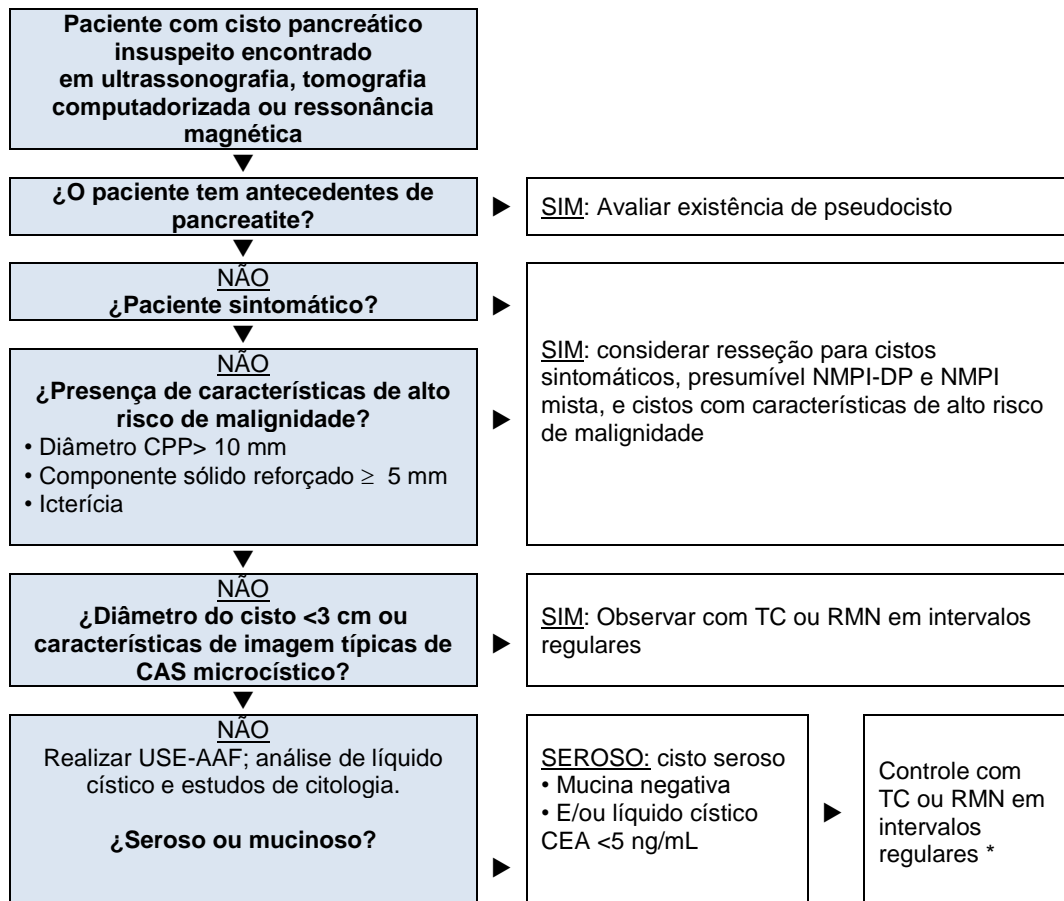 Paciente com cisto pancreático
insuspeito encontrado
em ultrassonografia, tomografia
computadorizada ou ressonância
magnética
▼
¿O paciente tem antecedentes de
pancreatite?
►
SIM: Avaliar existência de pseudocisto
▼
NÃO
¿Paciente sintomático?
►
▼
NÃO
¿Presença de características de alto
risco de malignidade?
• Diâmetro CPP> 10 mm
• Componente sólido reforçado ≥ 5 mm
• Icterícia
►
SIM: considerar resseção para cistos
sintomáticos, presumível NMPI-DP e NMPI
mista, e cistos com características de alto risco
de malignidade
▼
NÃO
¿Diâmetro do cisto <3 cm ou
características de imagem típicas de
CAS microcístico?
►
SIM: Observar com TC ou RMN em intervalos
regulares
▼
NÃO
Realizar USE-AAF; análise de líquido
cístico e estudos de citologia.
¿Seroso ou mucinoso?
►
SEROSO: cisto seroso
• Mucina negativa
• E/ou líquido cístico
CEA <5 ng/mL
►
Controle com
TC ou RMN em
intervalos
regulares *